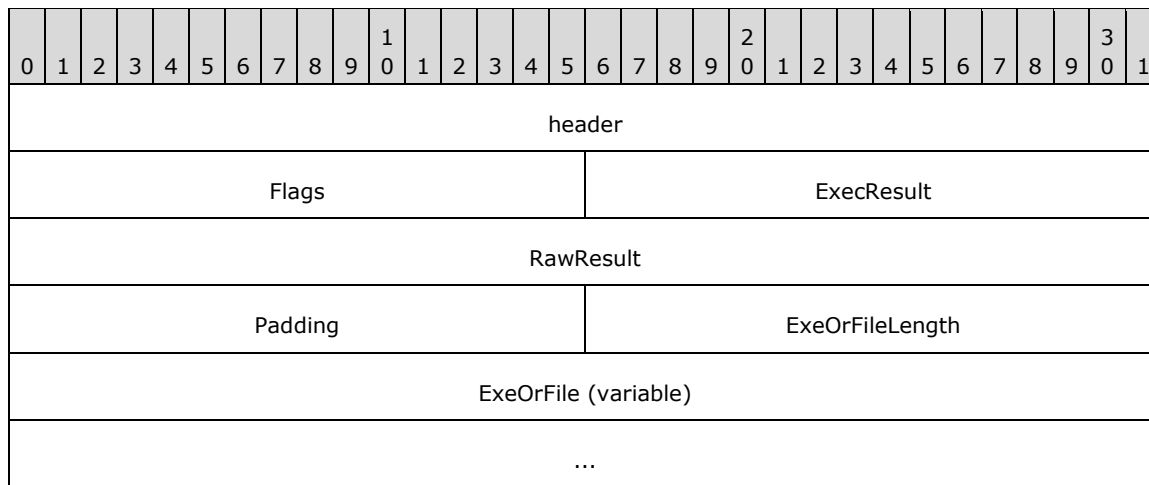 1 2 3
0 1 2 3 4 5 6 7 8 9 0 1 2 3 4 5 6 7 8 9 0 1 2 3 4 5 6 7 8 9 0 1
header
Flags ExecResult
RawResult
Padding ExeOrFileLength
ExeOrFile (variable)
...